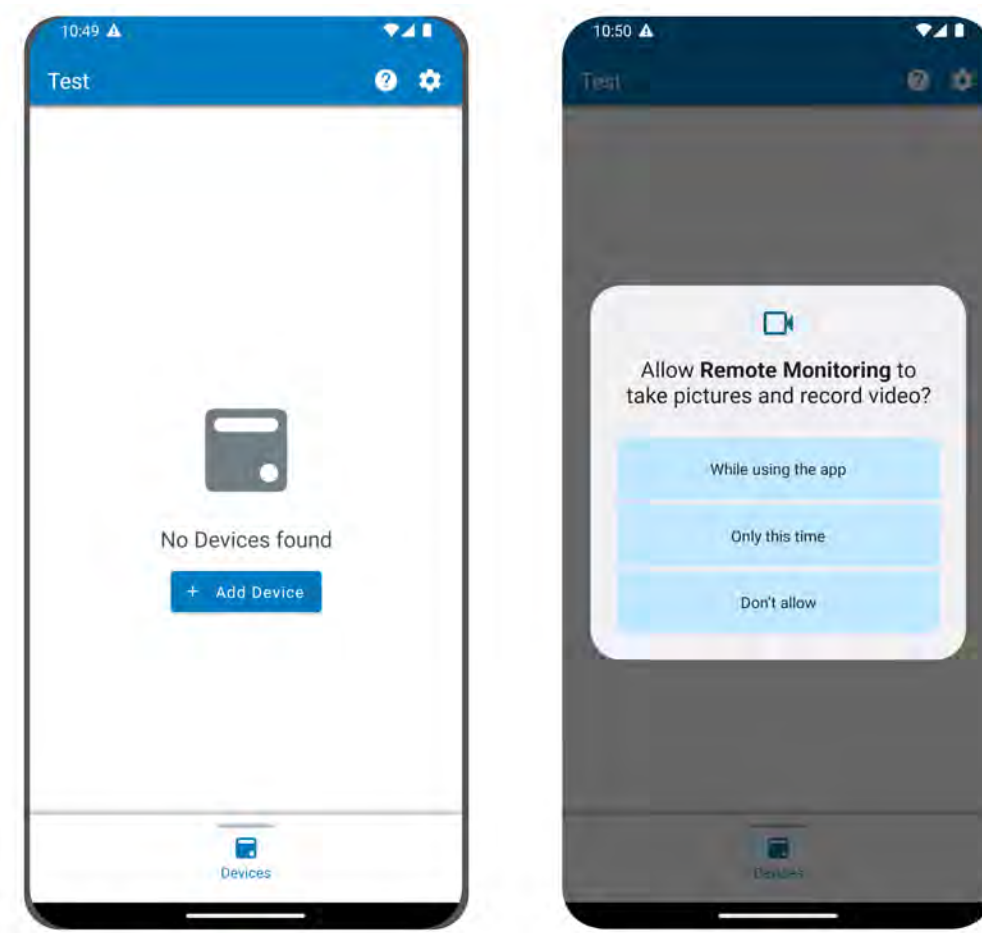 10:49
Test
No Devices found
+ Add Device
Devices
10:50
Test
Allow Remote Monitoring to
take pictures and record video?
While using the app
Only this time
Don't allow
Devices